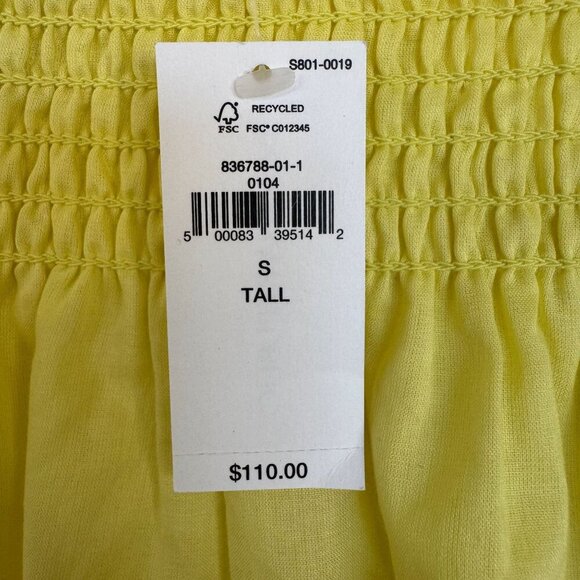 S801-0019
RECYCLED
FSC FSC® C012345
836788-01-1
0104
5 00083 39514 2
S
TALL
$110.00